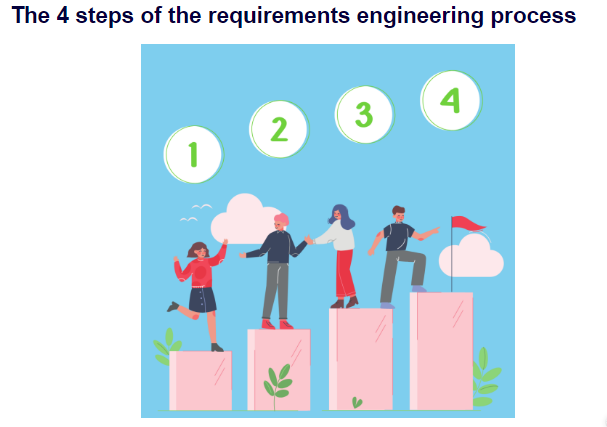 The 4 steps of the requirements engineering process
1
2
3
4